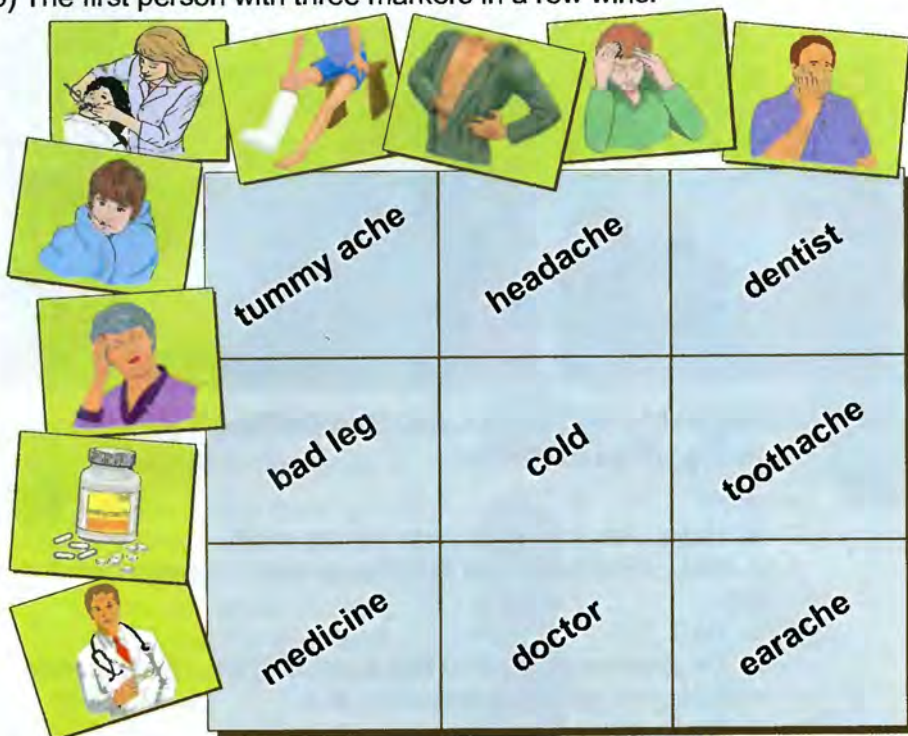 The first person with three markers in a row wins.
tummy ache
headache
dentist
bad leg
cold
toothache
medicine
doctor
earache